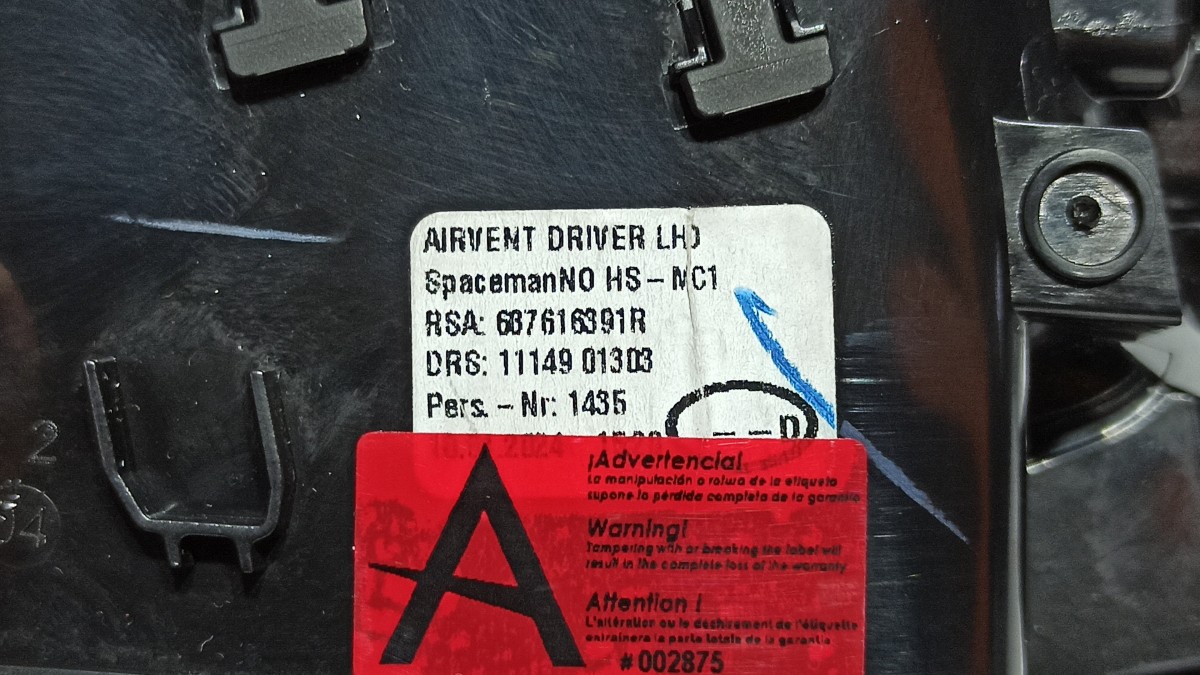 AIRVENT DRIVER LHD
SpacemanNO HS-NC1
RSA: 687616391R
DRS: 11149 01303
Pers. - Nr: 1435
D
2
04
A
¡Advertencia!
La manipulación o rotura de la etiqueta
supone la pérdida completa de la garantía
Warning!
Tampering with or breaking the label will
result in the complete loss of the warranty
Attention !
L'altération ou le déchirement de l'étiquette
entraînera la perte totale de la garantie
#002875